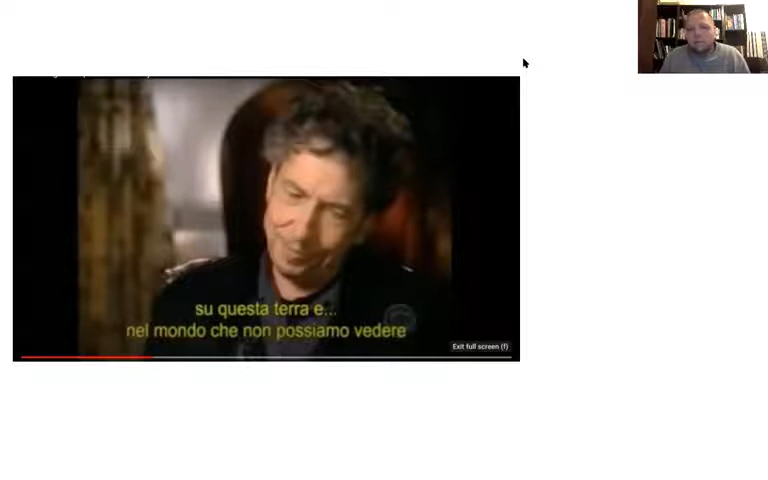 su questa terra e...
nel mondo che non possiamo vedere
Exit full screen (f)